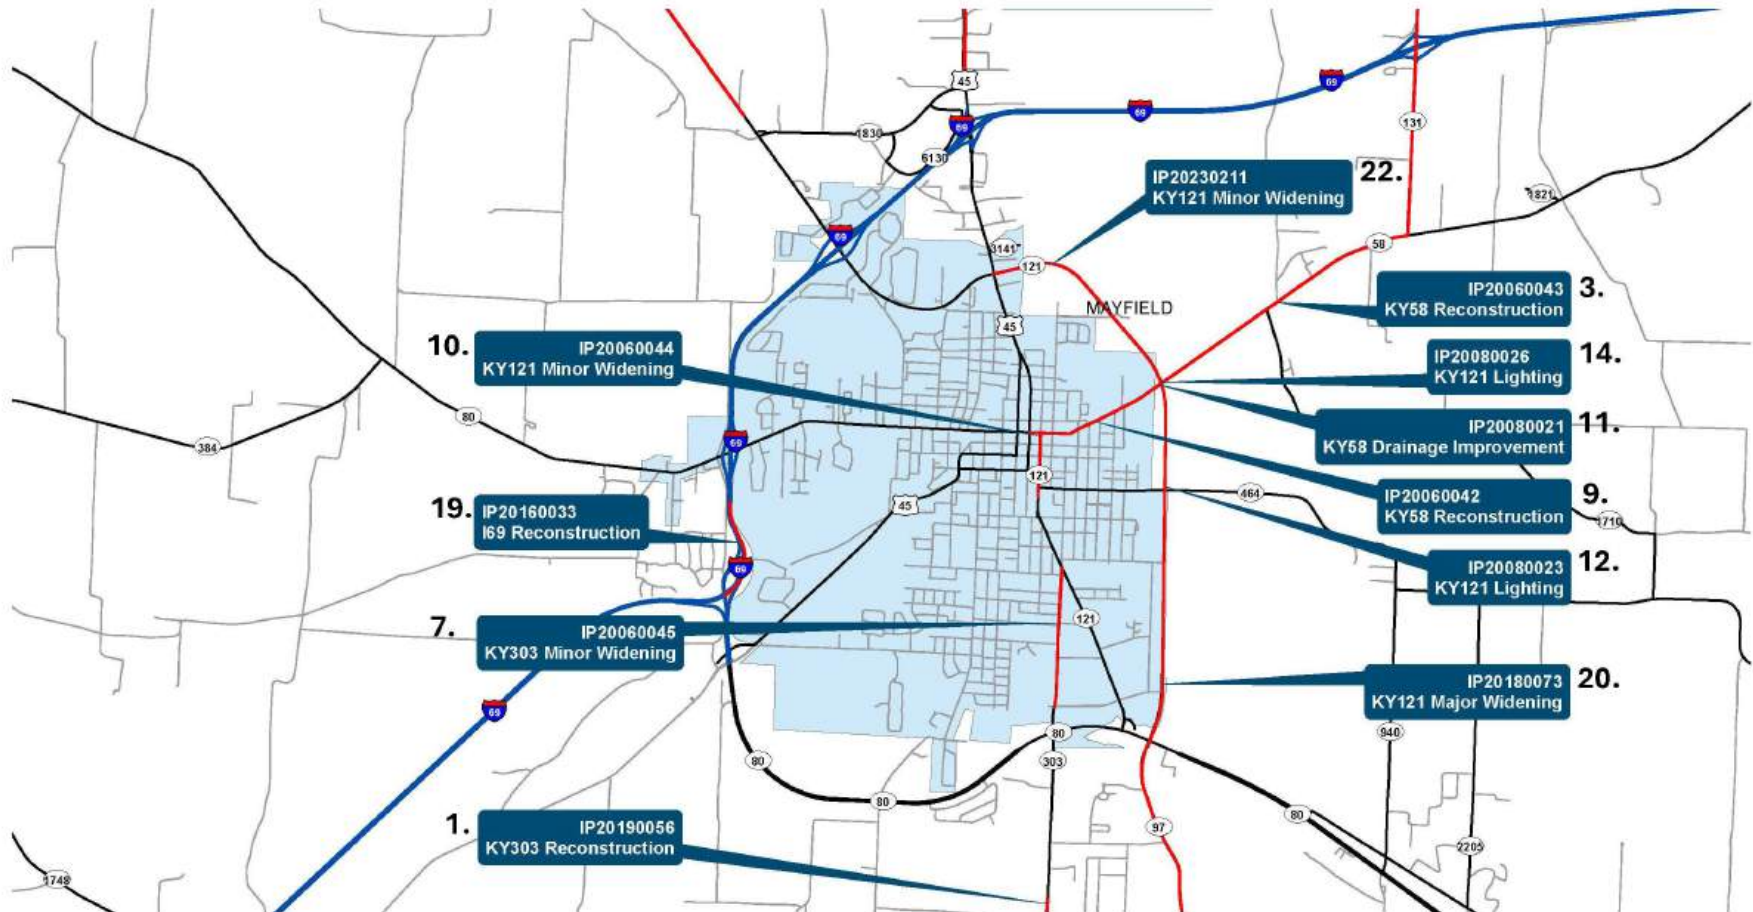 45
69
69
131
69
1830
6130
IP20230211
KY121 Minor Widening
22.
1821
69
3141
121
58
IP20060043
KY58 Reconstruction
3.
MAYFIELD
45
10.
IP20060044
KY121 Minor Widening
IP20080026
KY121 Lighting
14.
80
384
69
IP20080021
KY58 Drainage Improvement
11.
121
464
IP20060042
KY58 Reconstruction
9.
45
19.
IP20160033
I69 Reconstruction
1710
69
IP20080023
KY121 Lighting
12.
7.
IP20060045
KY303 Minor Widening
121
IP20180073
KY121 Major Widening
20.
69
80
940
80
303
80
80
1.
IP20190056
KY303 Reconstruction
97
2205
1748